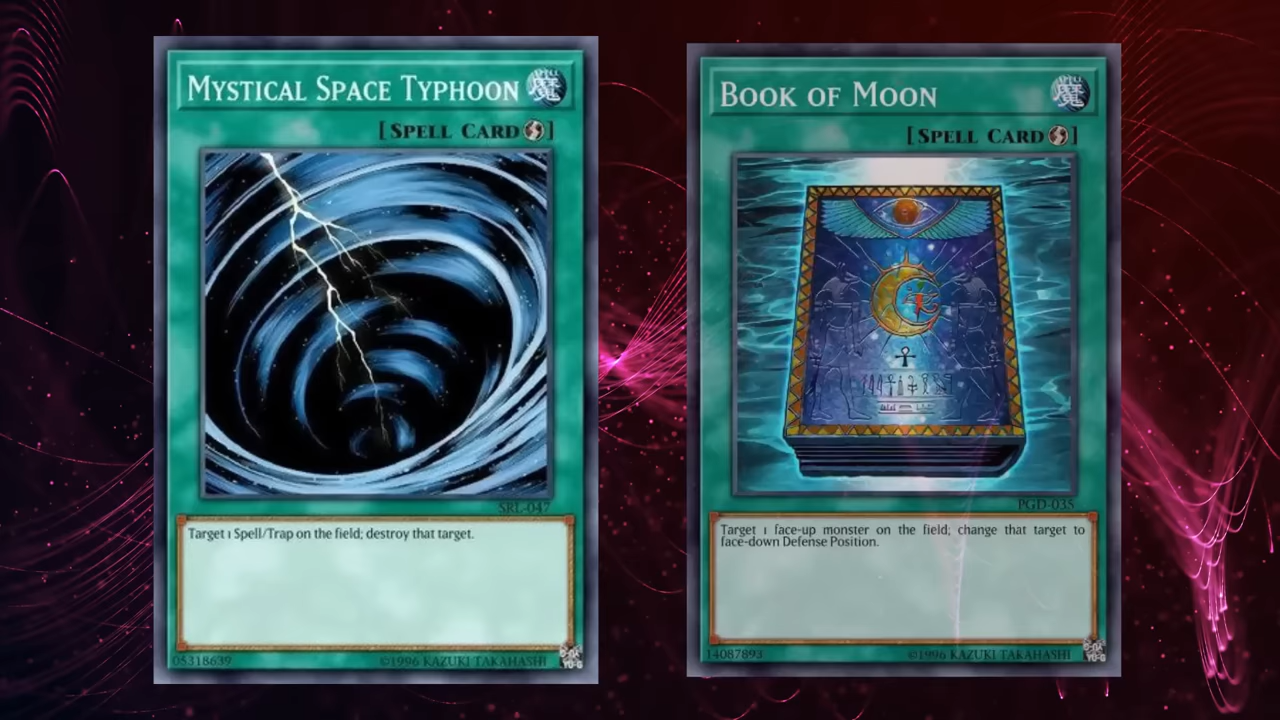 MYSTICAL SPACE TYPHOON 魔
[SPELL CARD]
SRL-047
Target 1 Spell/Trap on the field; destroy that target.
05318639
©1996 KAZUKI TAKAHASHI
BOOK OF MOON 魔
[SPELL CARD]
PGD-035
Target 1 face-up monster on the field; change that target to
face-down Defense Position.
14087893
©1996 KAZUKI TAKAHASHI